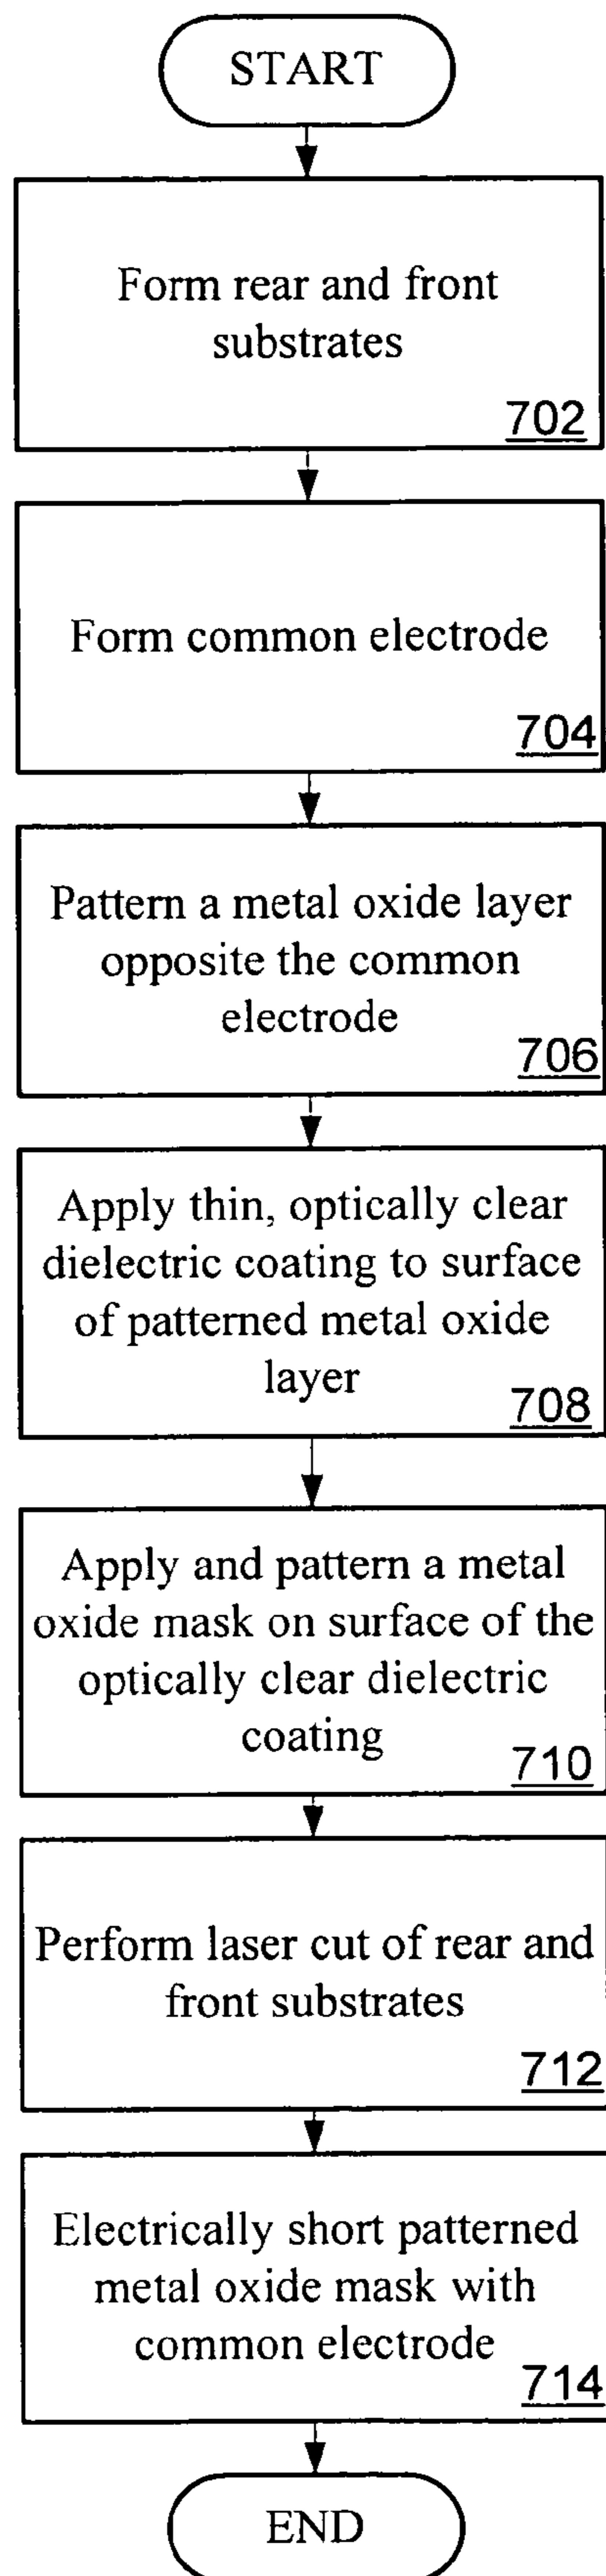 START
Form rear and front
substrates
702
Form common electrode
704
Pattern a metal oxide layer
opposite the common
electrode
706
Apply thin, optically clear
dielectric coating to surface
of patterned metal oxide
layer
708
Apply and pattern a metal
oxide mask on surface of the
optically clear dielectric
coating
710
Perform laser cut of rear and
front substrates
712
Electrically short patterned
metal oxide mask with
common electrode
714
END